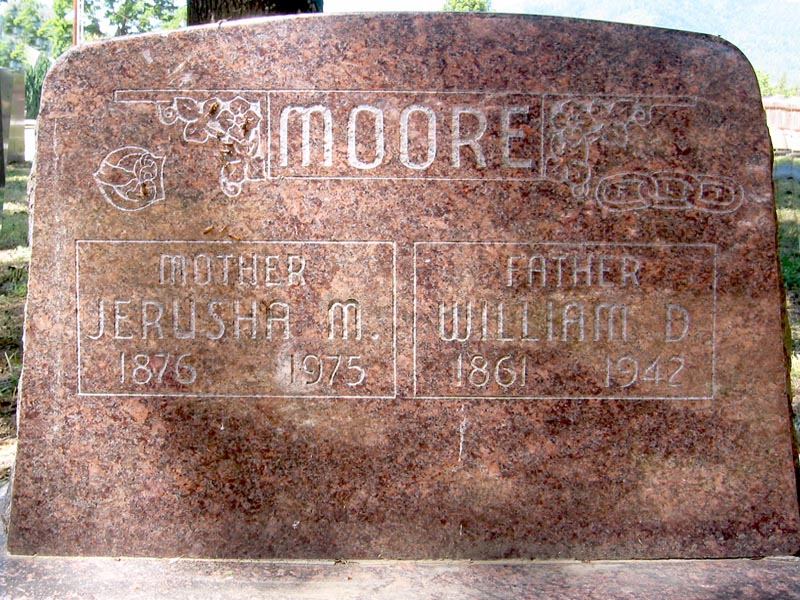 MOORE
F L T
MOTHER
JERUSHA M.
1876 1975
FATHER
WILLIAM D.
1861 1942